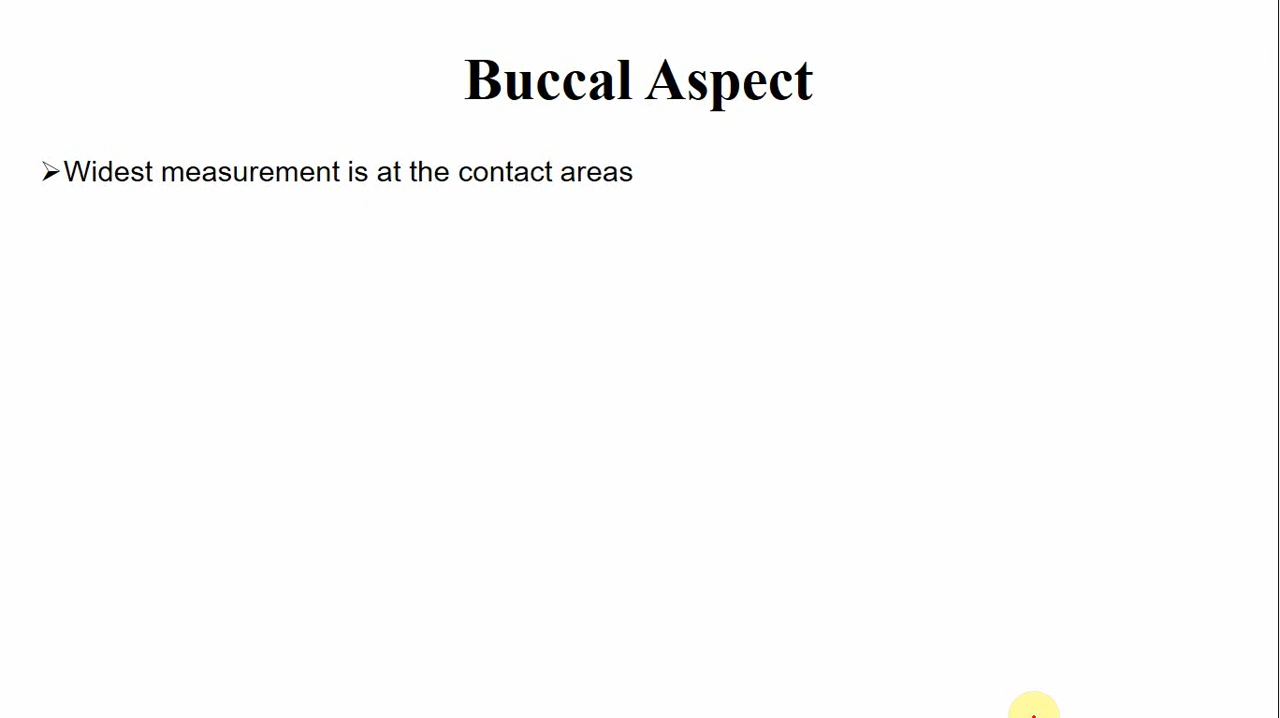 Buccal Aspect
➢Widest measurement is at the contact areas